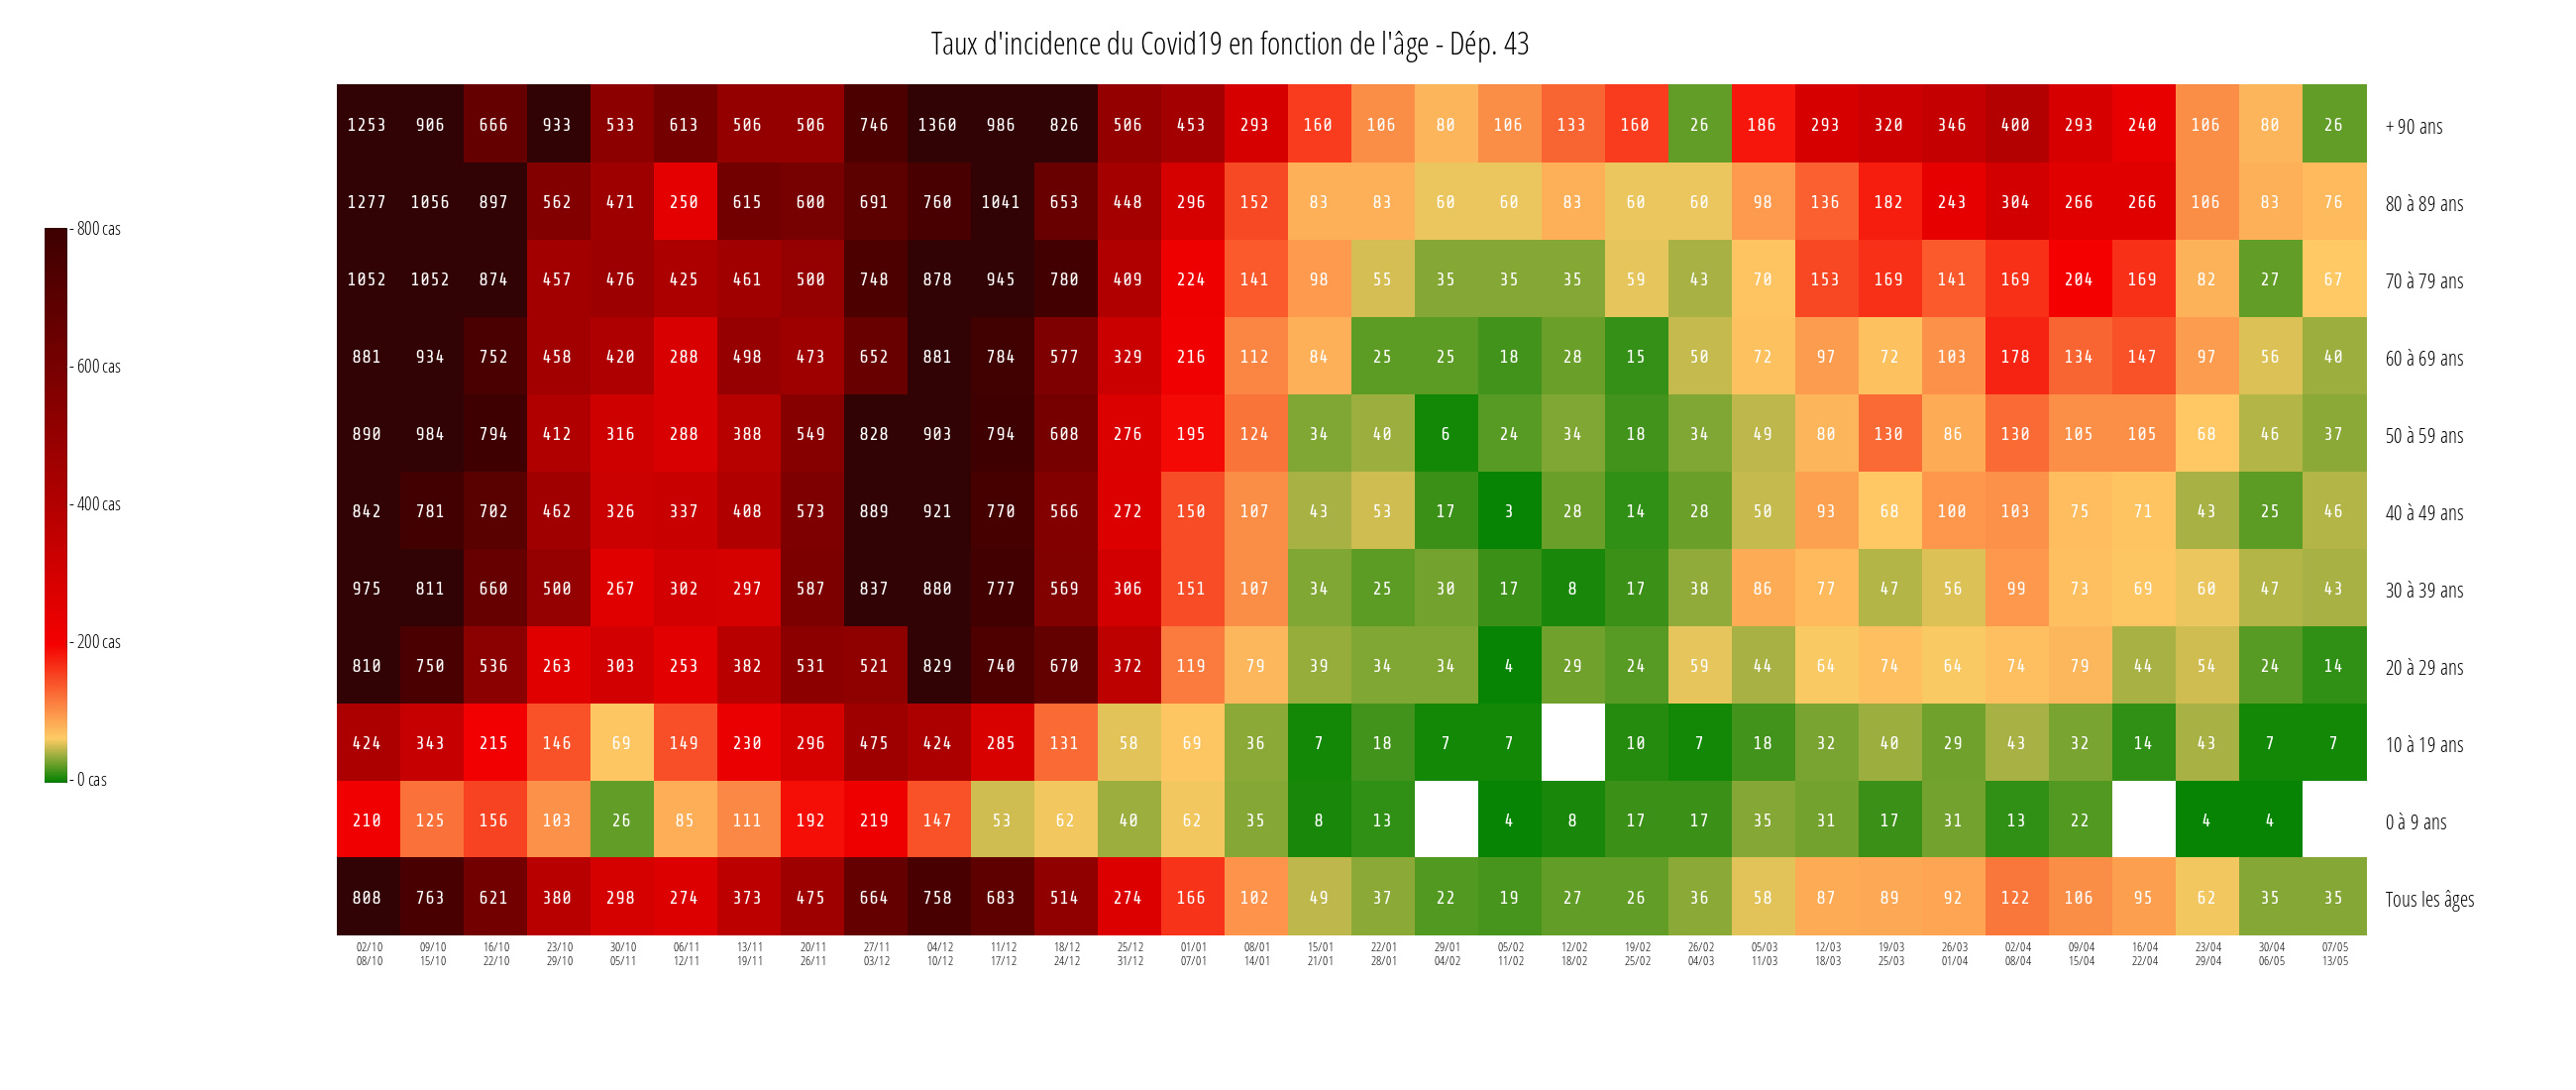 Taux d'incidence du Covid19 en fonction de l'âge - Dép. 43
- 800 cas
- 600 cas
- 400 cas
- 200 cas
- 0 cas
1253 906 666 933 533 613 506 506 746 1360 986 826 506 453 293 160 106 80 106 133 160 26 186 293 320 346 400 293 240 106 80 26 + 90 ans
1277 1056 897 562 471 250 615 600 691 760 1041 653 448 296 152 83 83 60 60 83 60 60 98 136 182 243 304 266 266 106 83 76 80 à 89 ans
1052 1052 874 457 476 425 461 500 748 878 945 780 409 224 141 98 55 35 35 35 59 43 70 153 169 141 169 204 169 82 27 67 70 à 79 ans
881 934 752 458 420 288 498 473 652 881 784 577 329 216 112 84 25 25 18 28 15 50 72 97 72 103 178 134 147 97 56 40 60 à 69 ans
890 984 794 412 316 288 388 549 828 903 794 608 276 195 124 34 40 6 24 34 18 34 49 80 130 86 130 105 105 68 46 37 50 à 59 ans
842 781 702 462 326 337 408 573 889 921 770 566 272 150 107 43 53 17 3 28 14 28 50 93 68 100 103 75 71 43 25 46 40 à 49 ans
975 811 660 500 267 302 297 587 837 880 777 569 306 151 107 34 25 30 17 8 17 38 86 77 47 56 99 73 69 60 47 43 30 à 39 ans
810 750 536 263 303 253 382 531 521 829 740 670 372 119 79 39 34 34 4 29 24 59 44 64 74 64 74 79 44 54 24 14 20 à 29 ans
424 343 215 146 69 149 230 296 475 424 285 131 58 69 36 7 18 7 7 10 7 18 32 40 29 43 32 14 43 7 7 10 à 19 ans
210 125 156 103 26 85 111 192 219 147 53 62 40 62 35 8 13 4 8 17 17 35 31 17 31 13 22 4 4 0 à 9 ans
808 763 621 380 298 274 373 475 664 758 683 514 274 166 102 49 37 22 19 27 26 36 58 87 89 92 122 106 95 62 35 35 Tous les âges
02/10 09/10 16/10 23/10 30/10 06/11 13/11 20/11 27/11 04/12 11/12 18/12 25/12 01/01 08/01 15/01 22/01 29/01 05/02 12/02 19/02 26/02 05/03 12/03 19/03 26/03 02/04 09/04 16/04 23/04 30/04 07/05
08/10 15/10 22/10 29/10 05/11 12/11 19/11 26/11 03/12 10/12 17/12 24/12 31/12 07/01 14/01 21/01 28/01 04/02 11/02 18/02 25/02 04/03 11/03 18/03 25/03 01/04 08/04 15/04 22/04 29/04 06/05 13/05